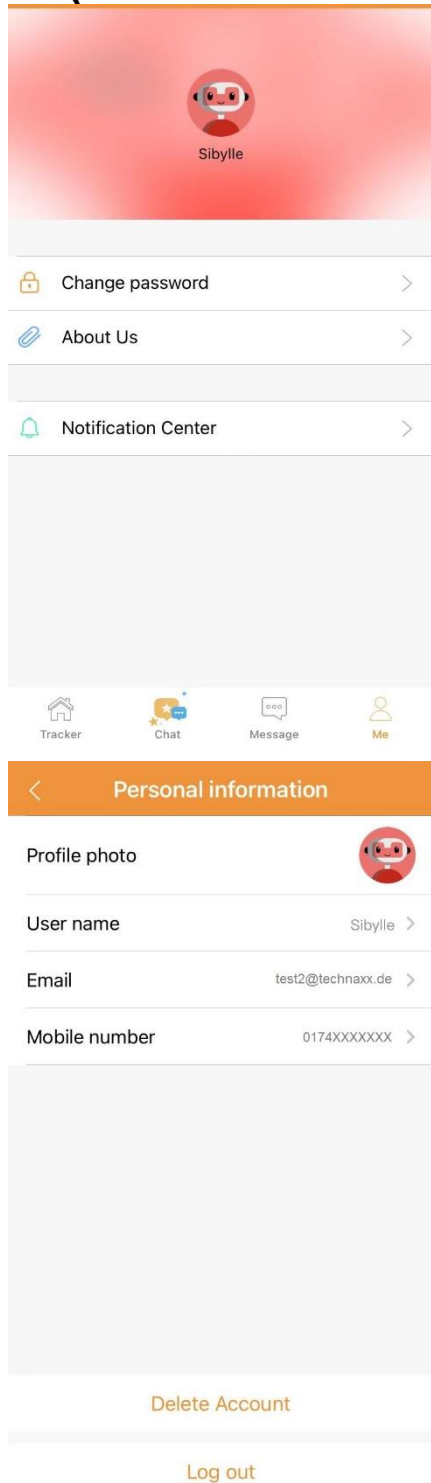 Sibylle
Change password
About Us
Notification Center
Tracker Chat Message Me
Personal information
Profile photo
User name Sibylle
Email test2@technaxx.de
Mobile number 0174XXXXXXX
Delete Account
Log out